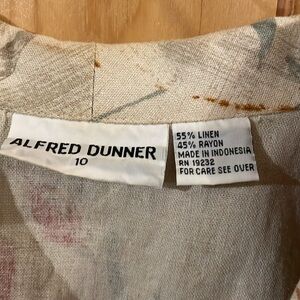 ALFRED DUNNER
10
55% LINEN
45% RAYON
MADE IN INDONESIA
RN 19232
FOR CARE SEE OVER